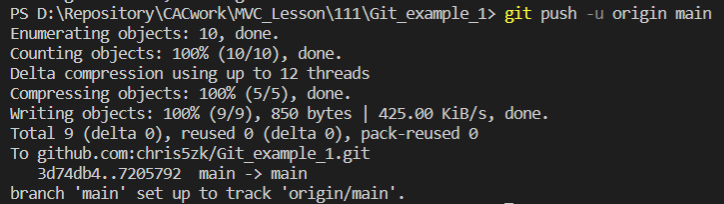 PS D:\Repository\CACwork\MVC_Lesson\111\Git_example_1> git push -u origin main
Enumerating objects: 10, done.
Counting objects: 100% (10/10), done.
Delta compression using up to 12 threads
Compressing objects: 100% (5/5), done.
Writing objects: 100% (9/9), 850 bytes | 425.00 KiB/s, done.
Total 9 (delta 0), reused 0 (delta 0), pack-reused 0
To github.com:chris5zk/Git_example_1.git
   3d74db4..7205792  main -> main
branch 'main' set up to track 'origin/main'.